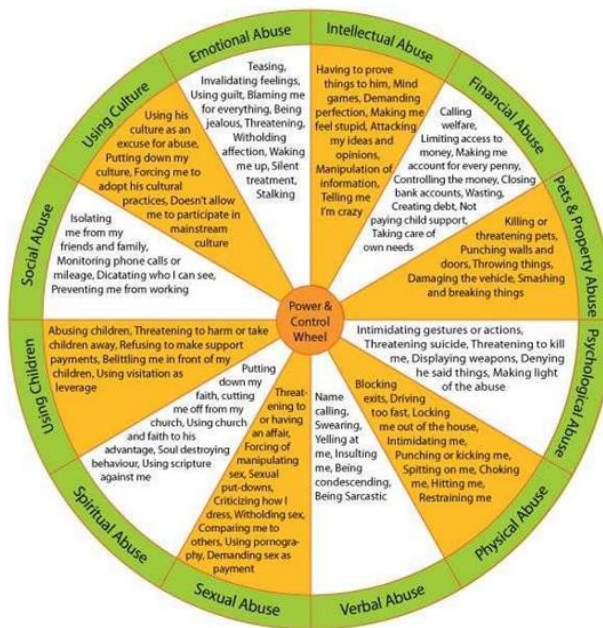 Emotional Abuse
Teasing,
Invalidating feelings,
Using guilt, Blaming me
for everything, Being
jealous, Threatening,
Witholding
affection, Waking
me up, Silent
treatment,
Stalking
Intellectual Abuse
Having to prove
things to him, Mind
games, Demanding
perfection, Making me
feel stupid, Attacking
my ideas and
opinions,
Manipulation of
information,
Telling me
I'm crazy
Financial Abuse
Calling
welfare,
Limiting access to
money, Making me
account for every penny,
Controlling the money, Closing
bank accounts, Wasting,
Creating debt, Not
paying child support,
Taking care of
own needs
Pets & Property Abuse
Killing or
threatening pets,
Punching walls and
doors, Throwing things,
Damaging the vehicle, Smashing
and breaking things
Psychological Abuse
Intimidating gestures or actions,
Threatening suicide, Threatening to kill
me, Displaying weapons, Denying
he said things, Making light
of the abuse
Physical Abuse
Blocking
exits, Driving
too fast, Locking
me out of the house,
Intimidating me,
Punching or kicking me,
Spitting on me, Choking
me, Hitting me,
Restraining me
Verbal Abuse
Name
calling,
Swearing,
Yelling at
me, Insulting
me, Being
condescending,
Being Sarcastic
Sexual Abuse
Threat-
ening to
or having
an affair,
Forcing of
manipulating
sex, Sexual
put-downs,
Criticizing how I
dress, Witholding sex,
Comparing me to
others, Using pornogra-
phy, Demanding sex as
payment
Spiritual Abuse
Putting
down my
faith, cutting
me off from my
church, Using church
and faith to his
advantage, Soul destroying
behaviour, Using scripture
against me
Using Children
Abusing children, Threatening to harm or take
children away, Refusing to make support
payments, Belittling me in front of my
children, Using visitation as
leverage
Social Abuse
Isolating
me from my
friends and family,
Monitoring phone calls or
mileage, Dicatating who I can see,
Preventing me from working
Using Culture
Using his
culture as an
excuse for abuse,
Putting down my
culture, Forcing me to
adopt his cultural
practices, Doesn't allow
me to participate in
mainstream
culture
Power &
Control
Wheel